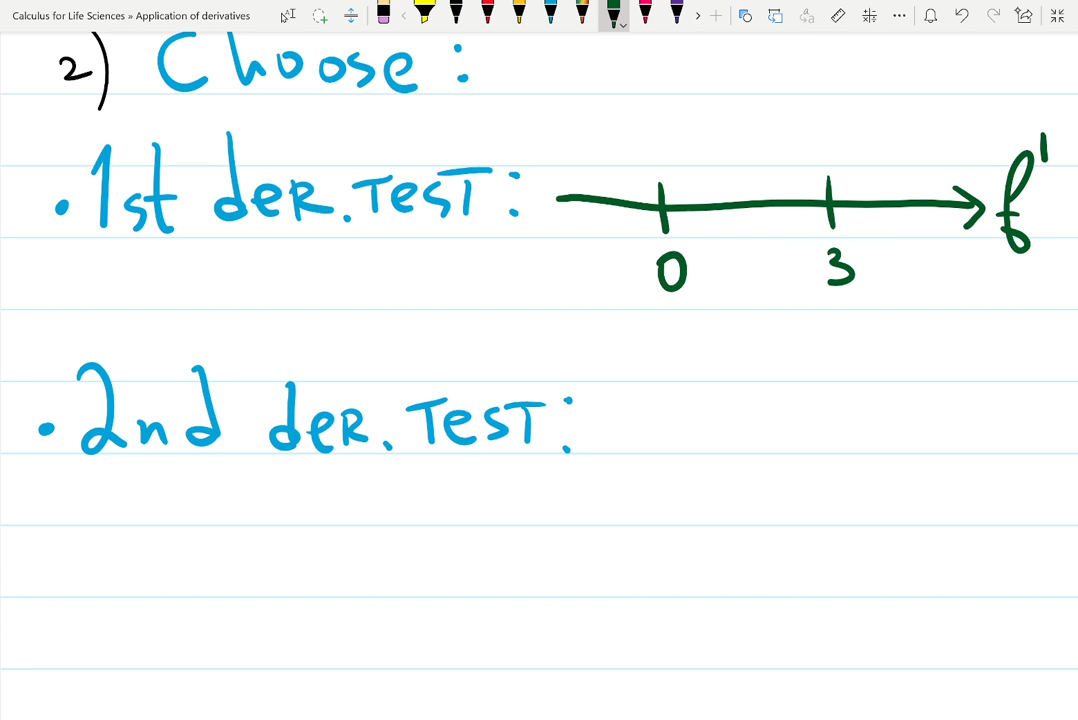 Calculus for Life Sciences » Application of derivatives
2) Choose:
• 1st deR. TesT: f'
0 3
• 2nd deR. TesT: